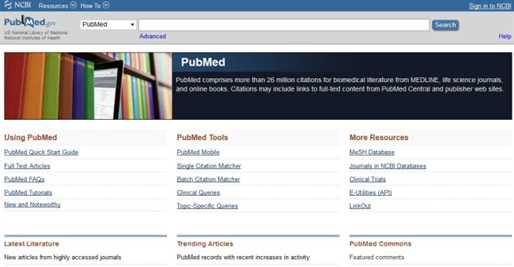 NCBI Resources How To Sign in to NCBI
PubMed.gov PubMed Search
US National Library of Medicine
National Institutes of Health
Advanced Help
PubMed
PubMed comprises more than 26 million citations for biomedical literature from MEDLINE, life science journals,
and online books. Citations may include links to full-text content from PubMed Central and publisher web sites.
Using PubMed
PubMed Quick Start Guide
Full Text Articles
PubMed FAQs
PubMed Tutorials
New and Noteworthy
PubMed Tools
PubMed Mobile
Single Citation Matcher
Batch Citation Matcher
Clinical Queries
Topic-Specific Queries
More Resources
MeSH Database
Journals in NCBI Databases
Clinical Trials
E-Utilities (API)
LinkOut
Latest Literature
New articles from highly accessed journals
Trending Articles
PubMed records with recent increases in activity
PubMed Commons
Featured comments